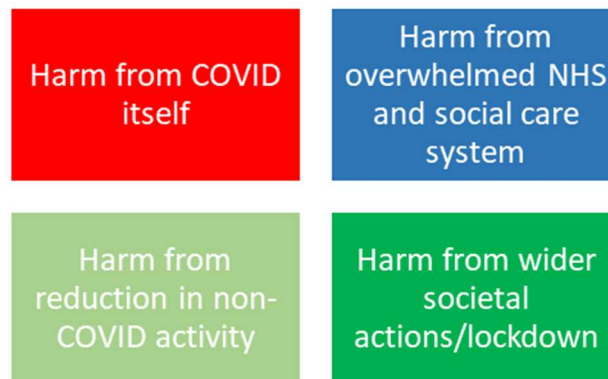 Harm from COVID
itself
Harm from
overwhelmed NHS
and social care
system
Harm from
reduction in non-
COVID activity
Harm from wider
societal
actions/lockdown